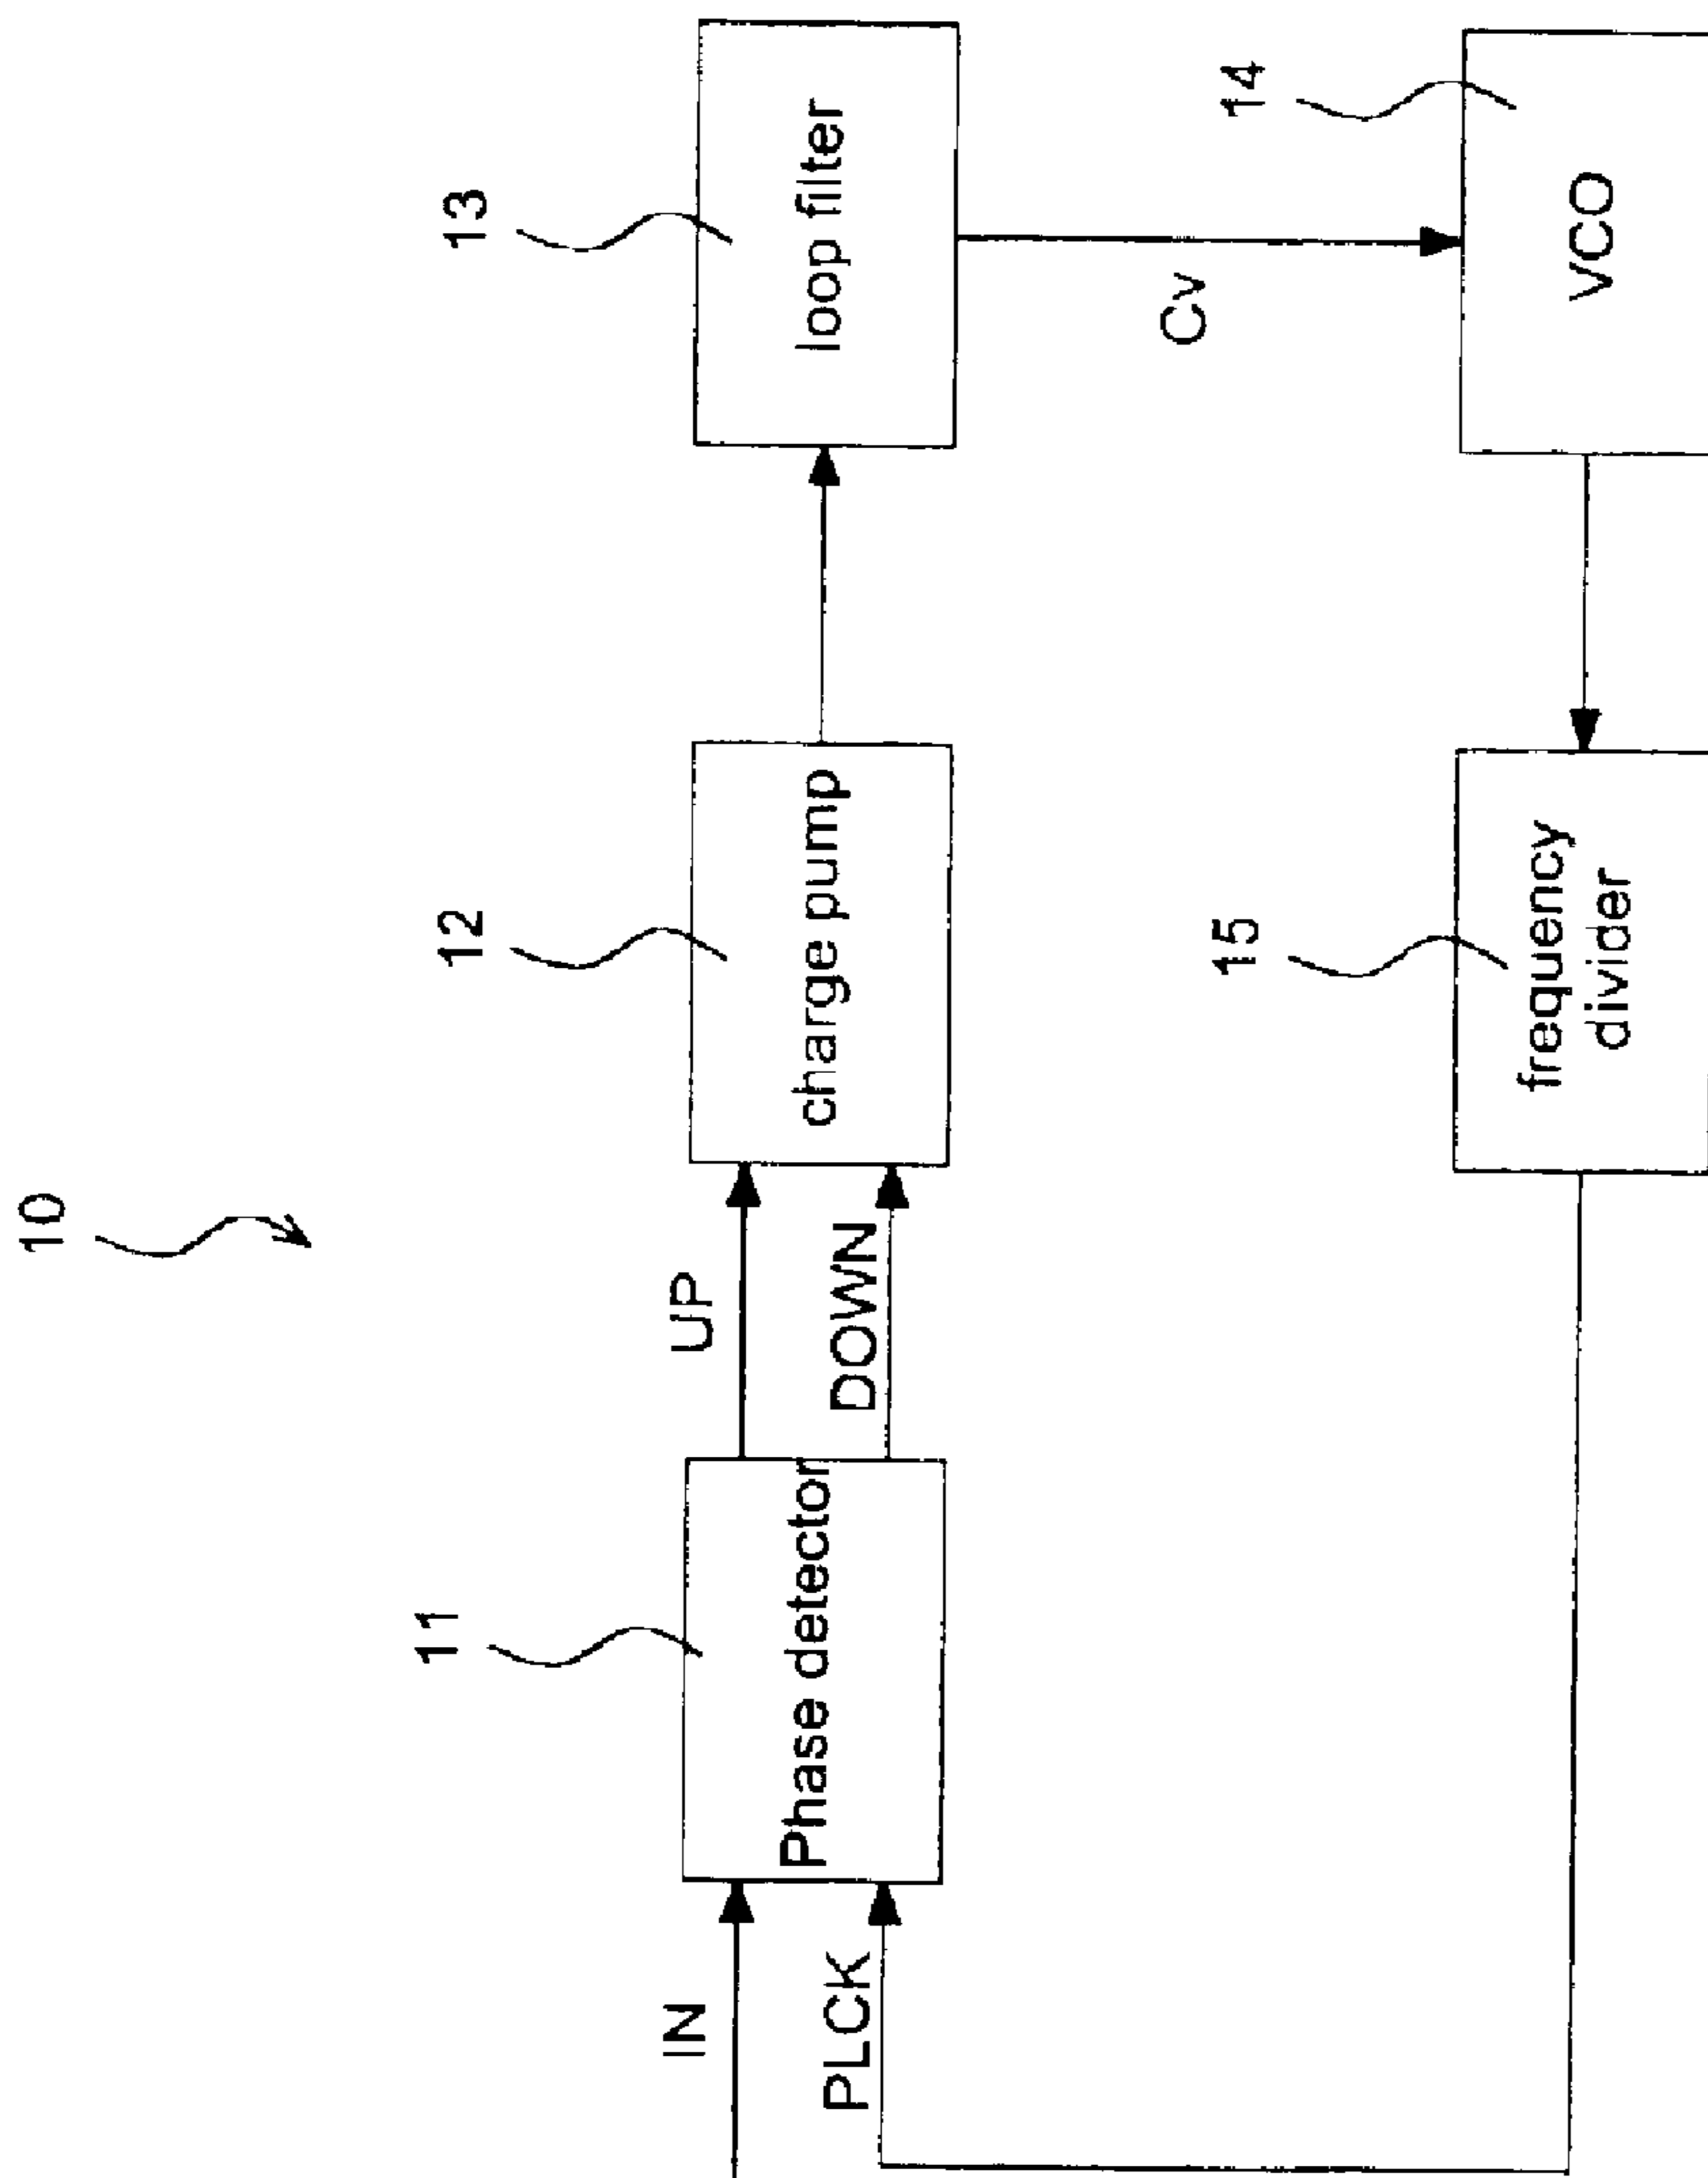 10
11
12
13
IN
UP
Phase detector
charge pump
loop filter
PLCK
DOWN
Cv
14
15
frequency
divider
VCO